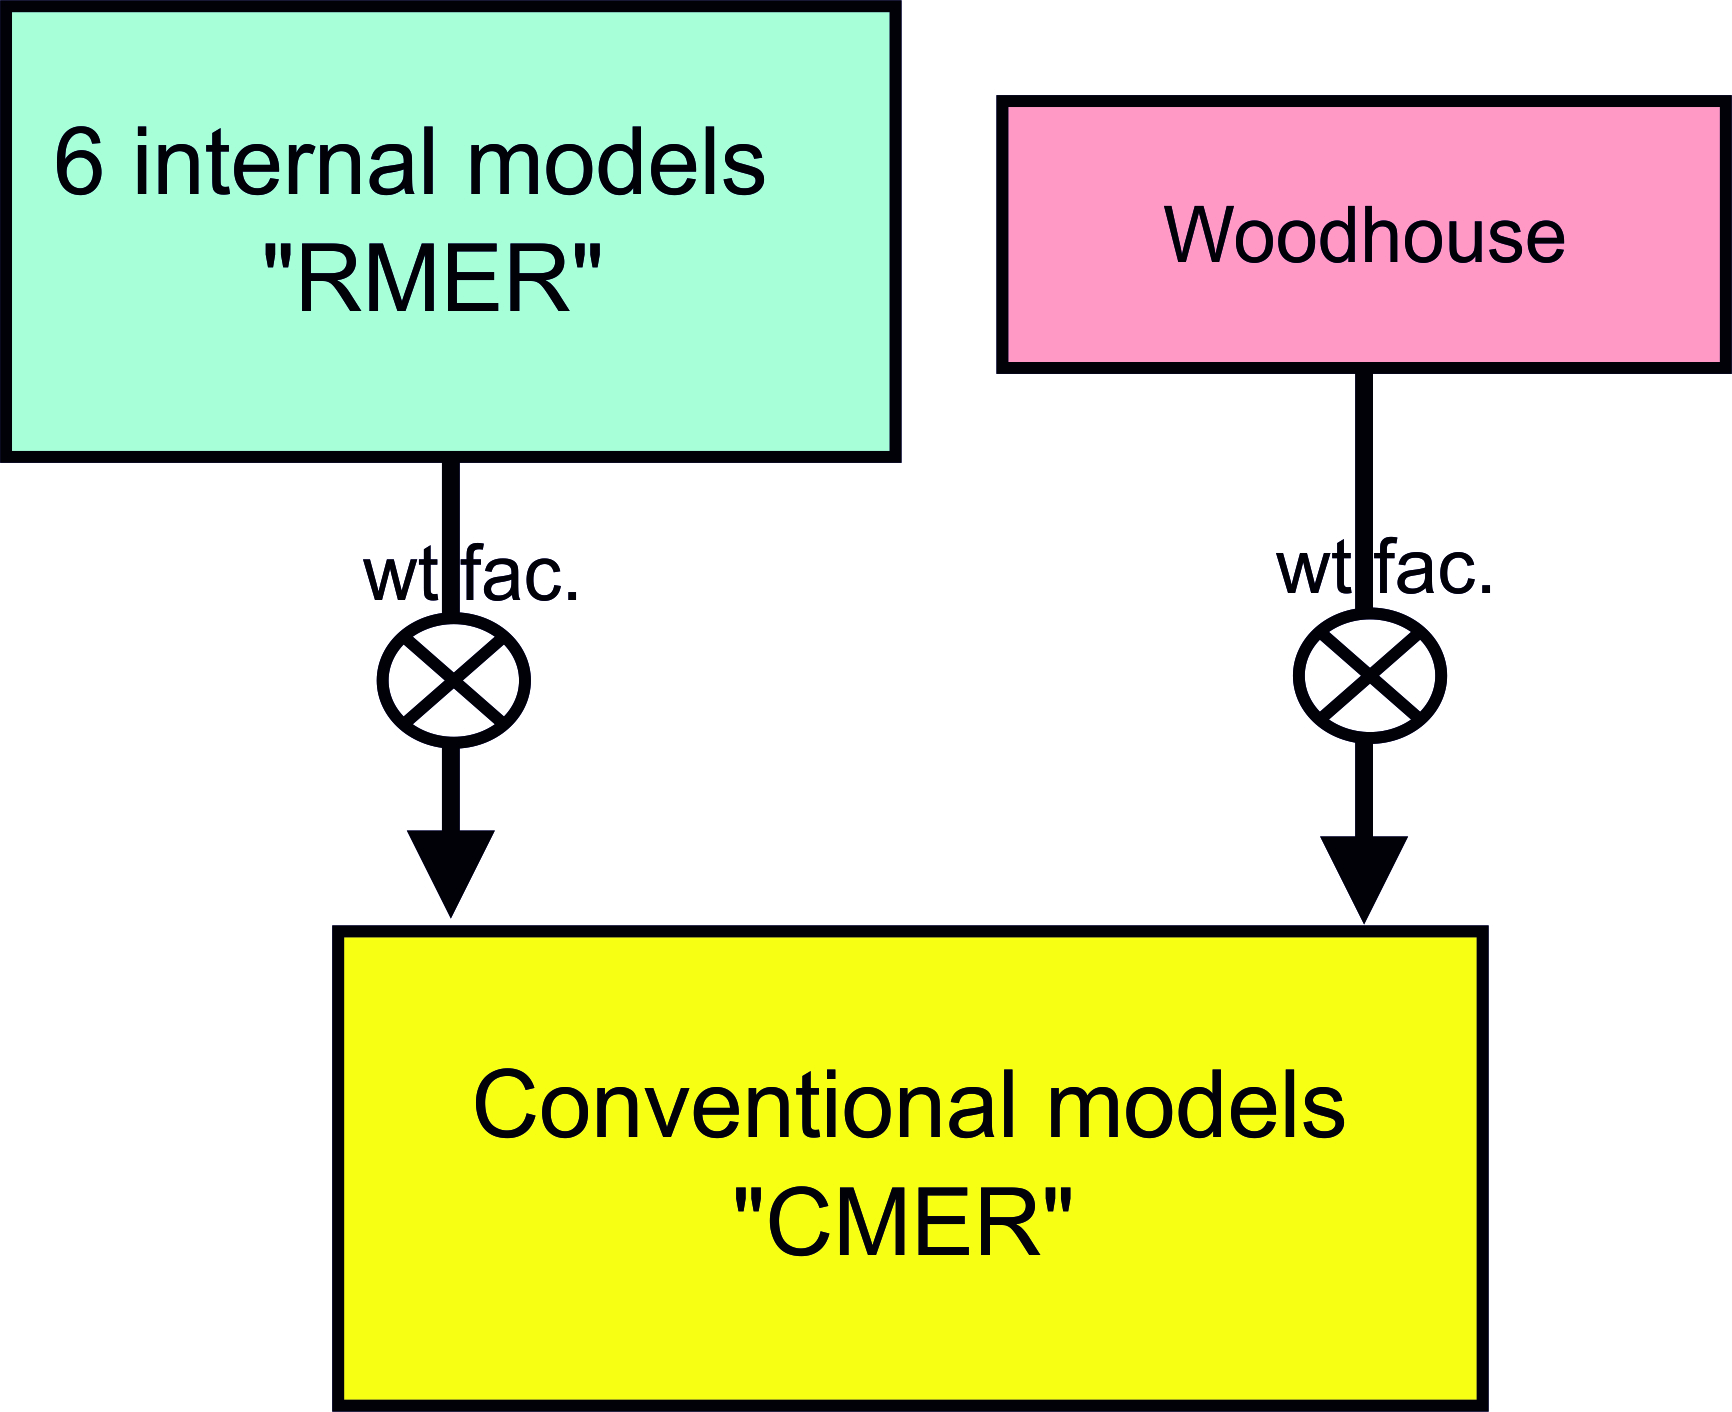 6 internal models
"RMER"
Woodhouse
wt fac.
wt fac.
Conventional models
"CMER"